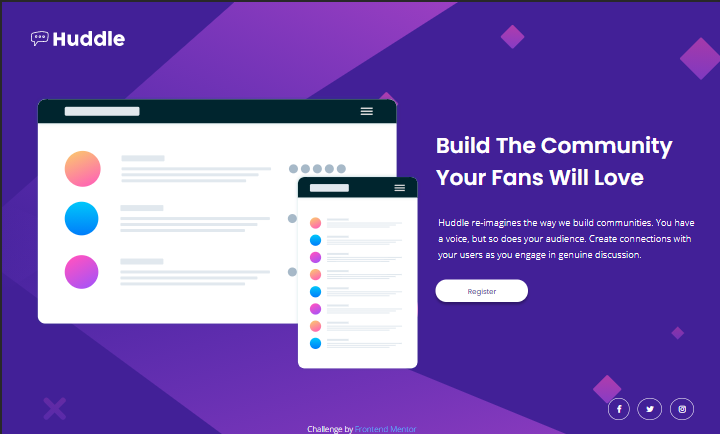 Huddle
Build The Community
Your Fans Will Love
Huddle re-imagines the way we build communities. You have
a voice, but so does your audience. Create connections with
your users as you engage in genuine discussion.
Register
Challenge by Frontend Mentor